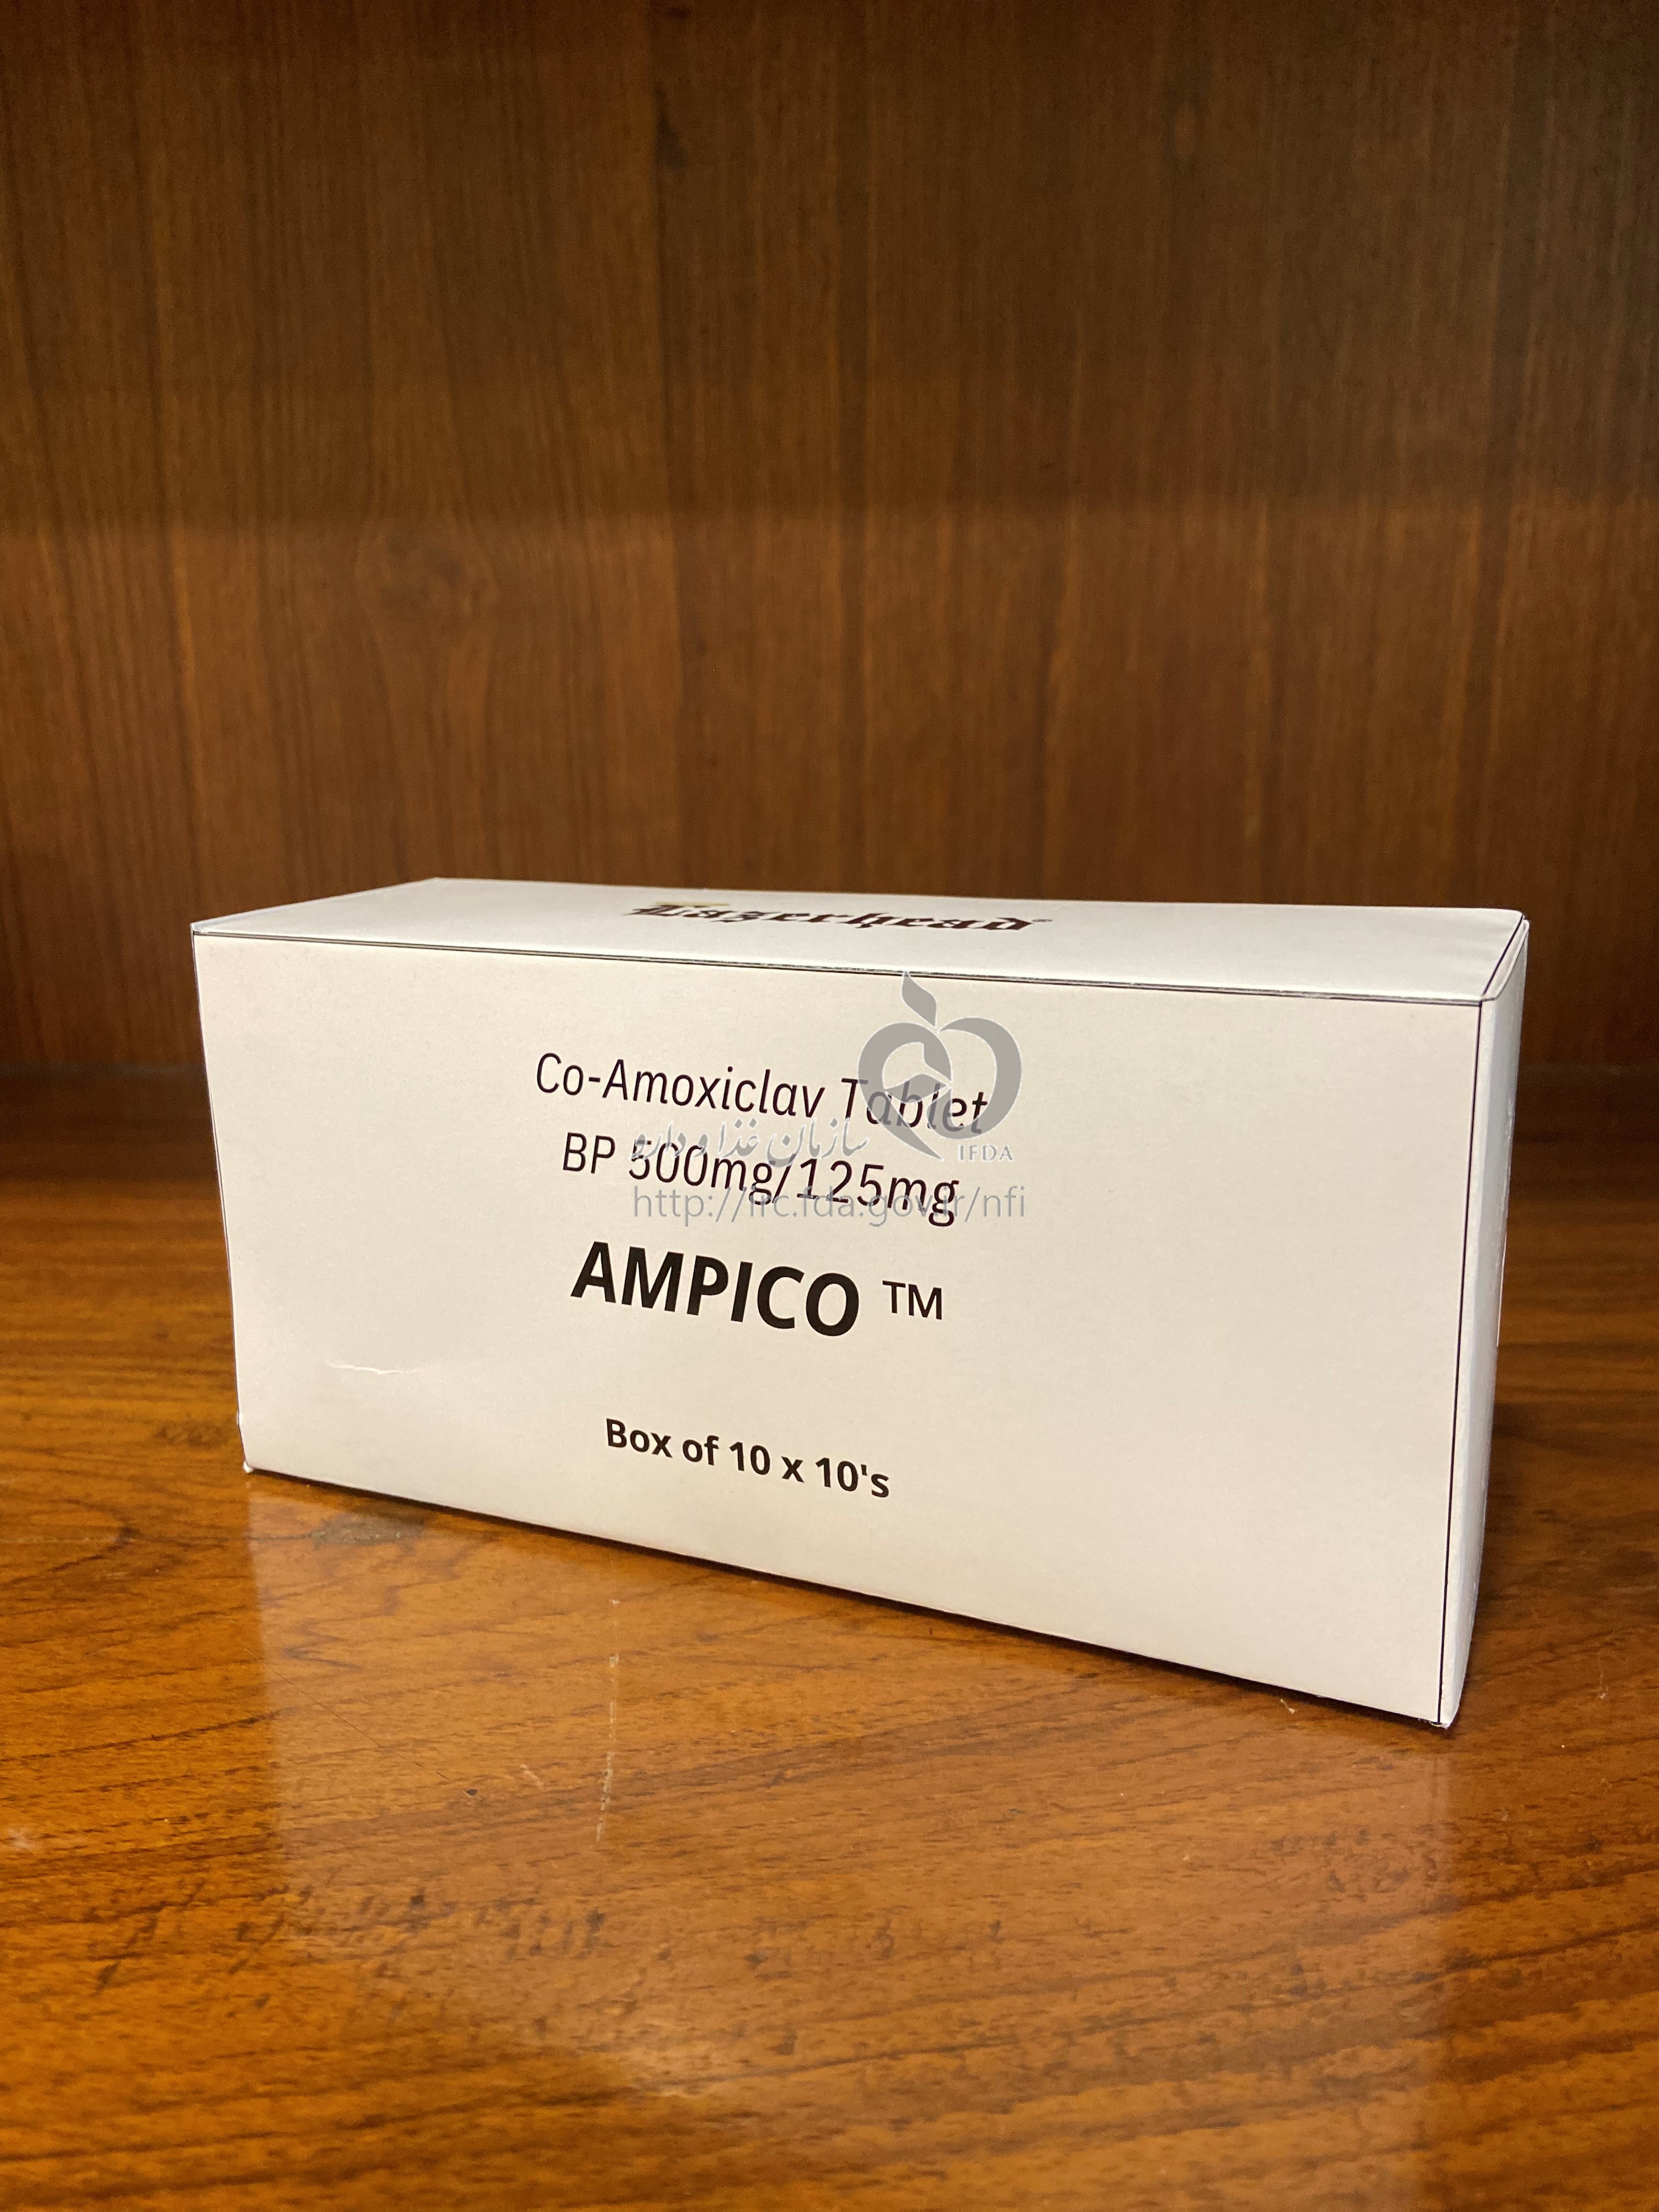 Lazerhead
Co-Amoxiclav Tablet
BP 500mg/125mg
AMPICO TM
Box of 10 x 10's
IFDA
سازمان غذا و دارو
http://irc.fda.gov.ir/nfi